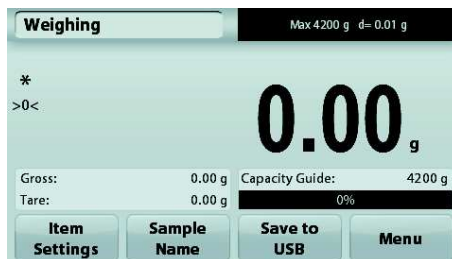 Weighing Max 4200 g d= 0.01 g
*
>0<
0.00 g
Gross: 0.00 g Capacity Guide: 4200 g
Tare: 0.00 g 0%
Item Settings Sample Name Save to USB Menu